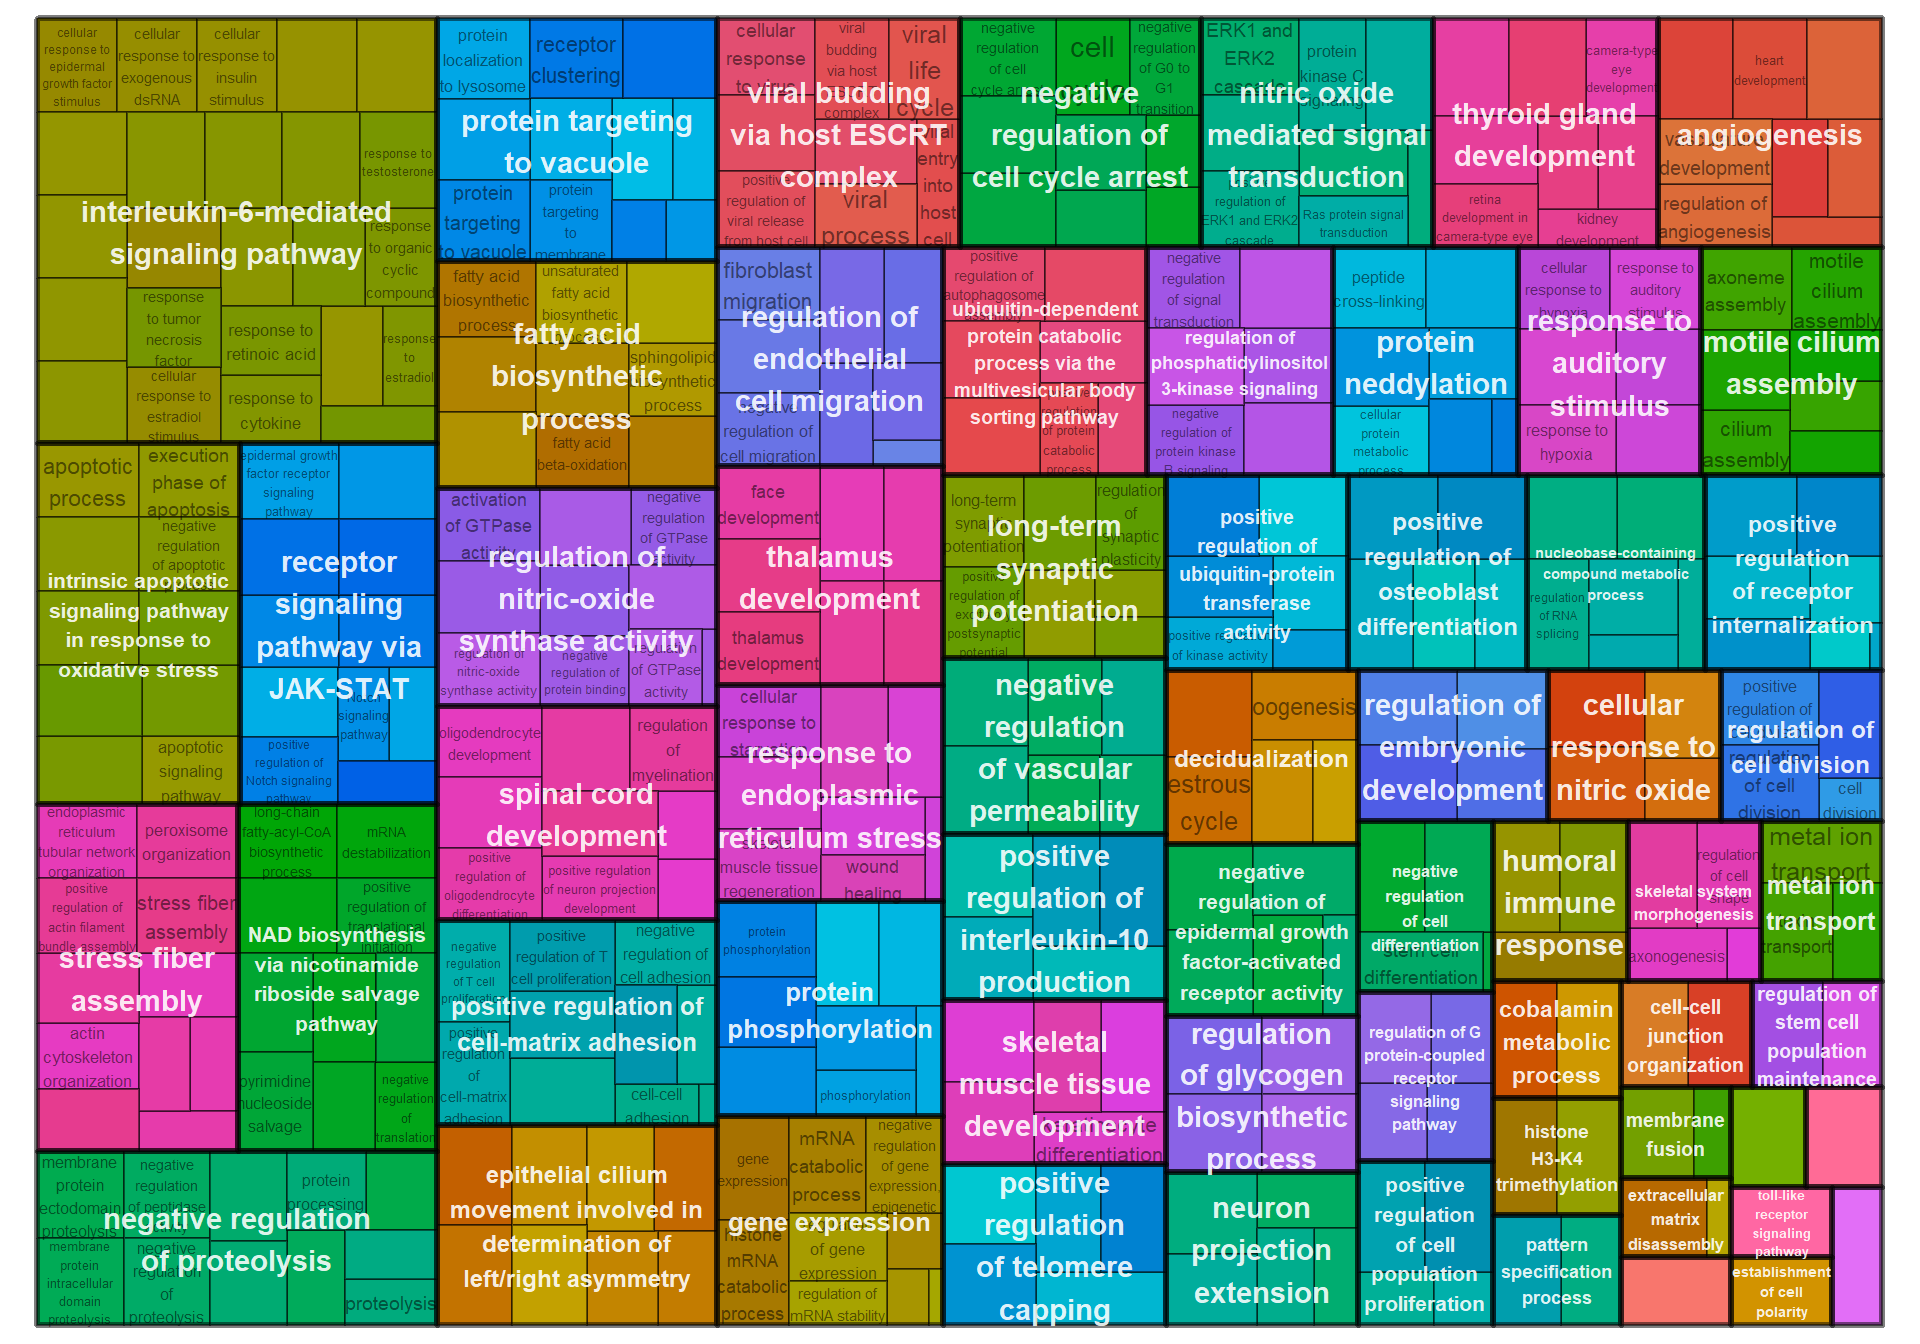 cellular
response to
epidermal
growth factor
stimulus
cellular
response to
exogenous
dsRNA
cellular
response to
insulin
stimulus
response to
testosterone
interleukin-6-mediated
signaling pathway
response
to organic
cyclic
compound
response
to tumor
necrosis
factor
response to
retinoic acid
response
to
estradiol
cellular
response to
estradiol
stimulus
response to
cytokine
protein
localization
to lysosome
receptor
clustering
protein targeting
to vacuole
protein
targeting
to vacuole
protein
targeting
to
membrane
cellular
response
to virus
viral
budding
via host
complex
viral
life
cycle
viral budding
via host ESCRT
complex
positive
regulation of
viral release
from host cell
viral
process
viral
entry
into
host
cell
negative
regulation
of cell
cycle arrest
cell
negative
regulation
of G0 to
G1
transition
negative
regulation of
cell cycle arrest
ERK1 and
ERK2
cascade
protein
kinase C
signaling
nitric oxide
mediated signal
transduction
regulation of
ERK1 and ERK2
cascade
Ras protein signal
transduction
camera-type
eye
development
thyroid gland
development
retina
development in
camera-type eye
kidney
development
heart
development
angiogenesis
vasculature
development
regulation of
angiogenesis
fatty acid
biosynthetic
process
unsaturated
fatty acid
biosynthetic
fatty acid
biosynthetic
process
sphingolipid
biosynthetic
process
fatty acid
beta-oxidation
fibroblast
migration
regulation of
endothelial
cell migration
negative
regulation of
cell migration
positive
regulation of
autophagosome
assembly
ubiquitin-dependent
protein catabolic
process via the
multivesicular body
sorting pathway
regulation
of protein
catabolic
process
negative
regulation
of signal
transduction
regulation of
phosphatidylinositol
3-kinase signaling
negative
regulation of
protein kinase
B signaling
peptide
cross-linking
protein
neddylation
cellular
protein
metabolic
process
cellular
response to
hypoxia
response to
auditory
stimulus
response to
auditory
stimulus
response to
hypoxia
axoneme
assembly
motile
cilium
assembly
motile cilium
assembly
cilium
assembly
apoptotic
process
execution
phase of
apoptosis
negative
regulation
of apoptotic
intrinsic apoptotic
signaling pathway
in response to
oxidative stress
apoptotic
signaling
pathway
epidermal growth
factor receptor
signaling
pathway
receptor
signaling
pathway via
JAK-STAT
Notch
signaling
pathway
positive
regulation of
Notch signaling
pathway
activation
of GTPase
activity
negative
regulation
of GTPase
activity
regulation of
nitric-oxide
synthase activity
regulation of
nitric-oxide
synthase activity
negative
regulation of
protein binding
regulation
of GTPase
activity
face
development
thalamus
development
thalamus
development
long-term
synaptic
potentiation
regulation
of
synaptic
plasticity
long-term
synaptic
potentiation
positive
regulation of
postsynaptic
potential
positive
regulation of
ubiquitin-protein
transferase
activity
positive regulation
of kinase activity
positive
regulation of
osteoblast
differentiation
nucleobase-containing
compound metabolic
process
regulation
of RNA
splicing
positive
regulation
of receptor
internalization
negative
regulation
of vascular
permeability
oogenesis
decidualization
estrous
cycle
regulation of
embryonic
development
cellular
response to
nitric oxide
positive
regulation of
regulation of
cell division
regulation
of cell
division
cell
division
oligodendrocyte
development
regulation
of
myelination
spinal cord
development
positive
regulation of
oligodendrocyte
differentiation
positive regulation
of neuron projection
development
cellular
response to
starvation
response to
endoplasmic
reticulum stress
skeletal
muscle tissue
regeneration
wound
healing
endoplasmic
reticulum
tubular network
organization
peroxisome
organization
positive
regulation of
actin filament
bundle assembly
stress fiber
assembly
stress fiber
assembly
actin
cytoskeleton
organization
long-chain
fatty-acyl-CoA
biosynthetic
process
mRNA
destabilization
positive
regulation of
translational
initiation
NAD biosynthesis
via nicotinamide
riboside salvage
pathway
pyrimidine
nucleoside
salvage
negative
regulation
of
translation
negative
regulation
of T cell
proliferation
positive
regulation of T
cell proliferation
negative
regulation of
cell adhesion
positive regulation of
cell-matrix adhesion
positive
regulation
of
cell-matrix
adhesion
cell-cell
adhesion
protein
phosphorylation
protein
phosphorylation
phosphorylation
positive
regulation of
interleukin-10
production
negative
regulation of
epidermal growth
factor-activated
receptor activity
negative
regulation
of cell
differentiation
stem cell
differentiation
humoral
immune
response
regulation
of cell
shape
skeletal system
morphogenesis
axonogenesis
metal ion
transport
metal ion
transport
transport
skeletal
muscle tissue
development
differentiation
regulation
of glycogen
biosynthetic
process
regulation of G
protein-coupled
receptor
signaling
pathway
cobalamin
metabolic
process
cell-cell
junction
organization
regulation of
stem cell
population
maintenance
membrane
protein
ectodomain
proteolysis
negative
regulation
of peptidase
activity
protein
processing
negative regulation
of proteolysis
membrane
protein
intracellular
domain
proteolysis
negative
regulation
of
proteolysis
proteolysis
epithelial cilium
movement involved in
determination of
left/right asymmetry
gene
expression
mRNA
catabolic
process
negative
regulation
of gene
expression,
epigenetic
gene expression
histone
mRNA
catabolic
process
of gene
expression
regulation of
mRNA stability
positive
regulation
of telomere
capping
neuron
projection
extension
positive
regulation
of cell
population
proliferation
histone
H3-K4
trimethylation
pattern
specification
process
membrane
fusion
extracellular
matrix
disassembly
toll-like
receptor
signaling
pathway
establishment
of cell
polarity